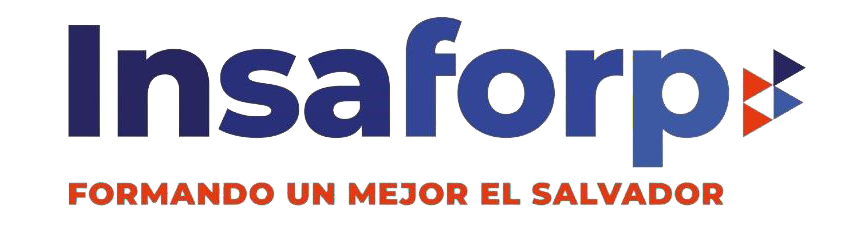 Insaforp
FORMANDO UN MEJOR EL SALVADOR